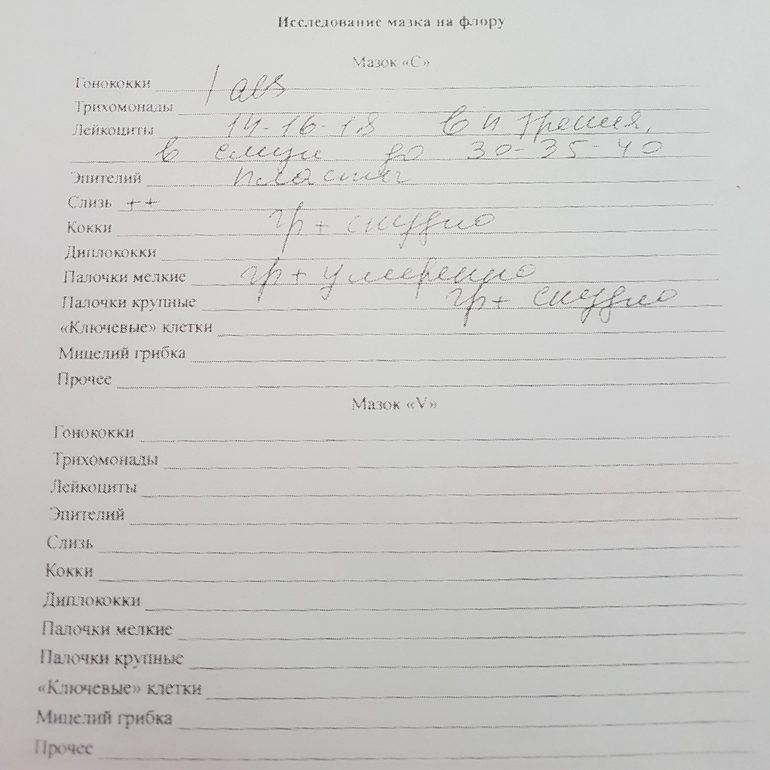 Исследование мазка на флору
Мазок «C»
Гонококки abs
Трихомонады
Лейкоциты 14-16-18 в п зрения,
в слизи до 30-35-40
Эпителий пласты
Слизь ++
Кокки гр+ скудно
Диплококки
Палочки мелкие гр+ умеренно
Палочки крупные гр+ скудно
«Ключевые» клетки
Мицелий грибка
Прочее
Мазок «V»
Гонококки
Трихомонады
Лейкоциты
Эпителий
Слизь
Кокки
Диплококки
Палочки мелкие
Палочки крупные
«Ключевые» клетки
Мицелий грибка
Прочее